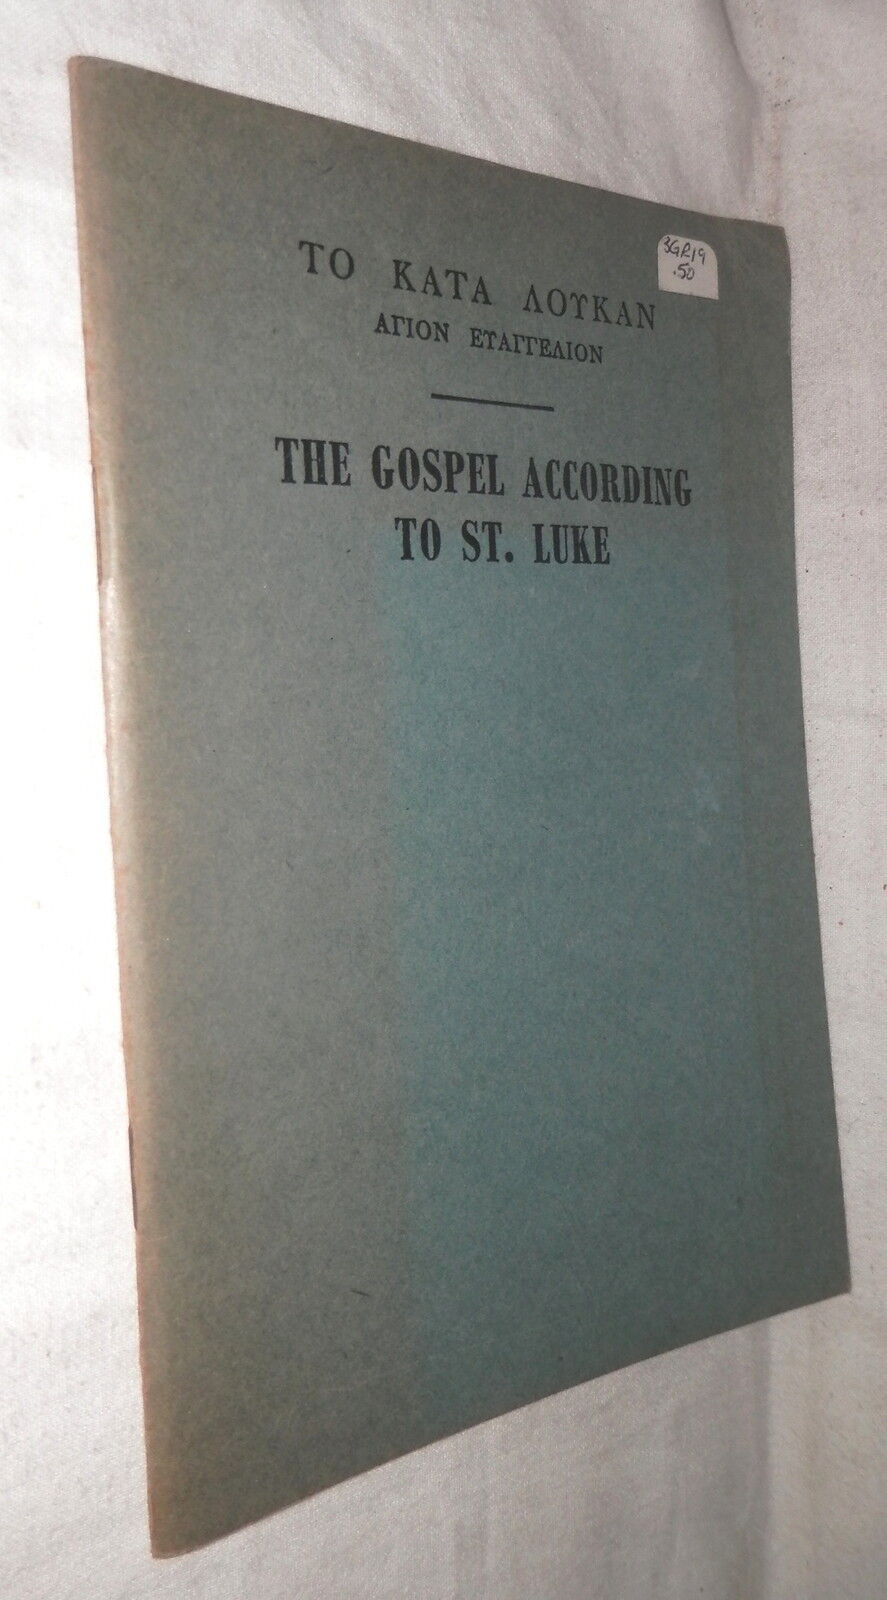 ΤΟ ΚΑΤΑ ΛΟΥΚΑΝ
ΑΓΙΟΝ ΕΥΑΓΓΕΛΙΟΝ
THE GOSPEL ACCORDING
TO ST. LUKE
3GR19
.50